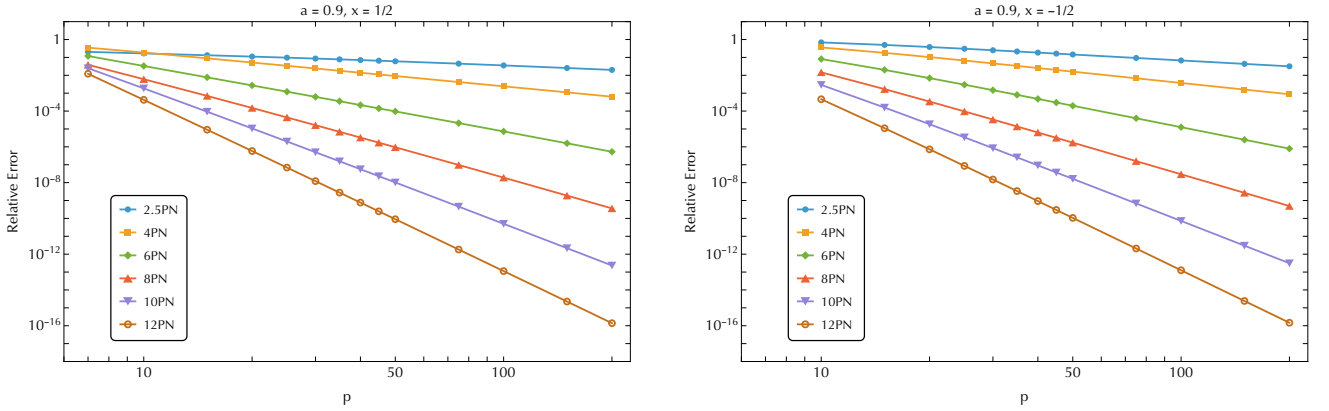 a = 0.9, x = 1/2
Relative Error
1
10⁻⁴
10⁻⁸
10⁻¹²
10⁻¹⁶
2.5PN
4PN
6PN
8PN
10PN
12PN
10
50
100
p
a = 0.9, x = −1/2
Relative Error
1
10⁻⁴
10⁻⁸
10⁻¹²
10⁻¹⁶
2.5PN
4PN
6PN
8PN
10PN
12PN
10
50
100
p